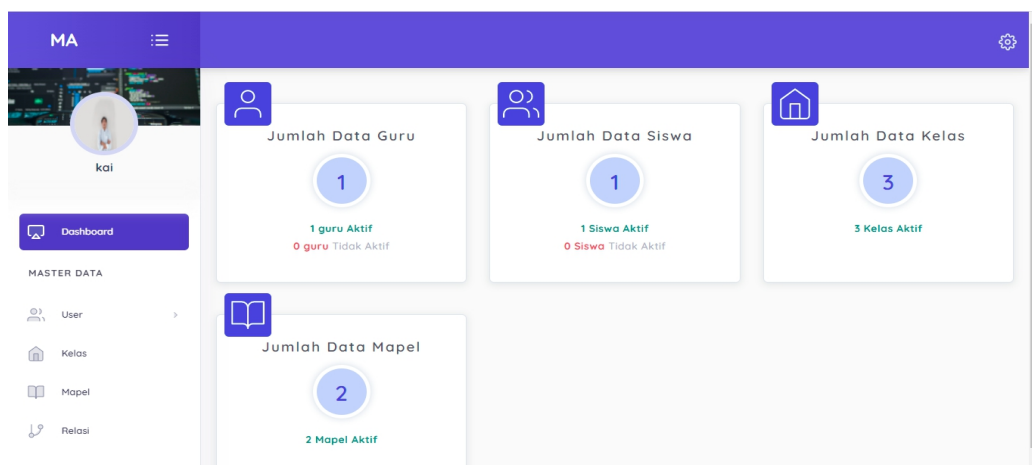 MA
kai
Dashboard
MASTER DATA
User
Kelas
Mapel
Relasi
Jumlah Data Guru
1
1 guru Aktif
0 guru Tidak Aktif
Jumlah Data Siswa
1
1 Siswa Aktif
0 Siswa Tidak Aktif
Jumlah Data Kelas
3
3 Kelas Aktif
Jumlah Data Mapel
2
2 Mapel Aktif